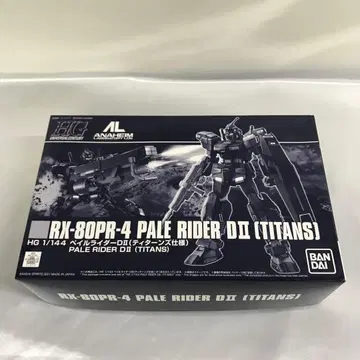 HG
AL
ANAHEIM
RX-80PR-4 PALE RIDER DⅡ [TITANS]
HG 1/144 ペイルライダーDⅡ(ティターンズ仕様)
PALE RIDER DⅡ (TITANS)
BAN
DAI
RX-80PR-4 PALE RIDER DⅡ [TITANS]